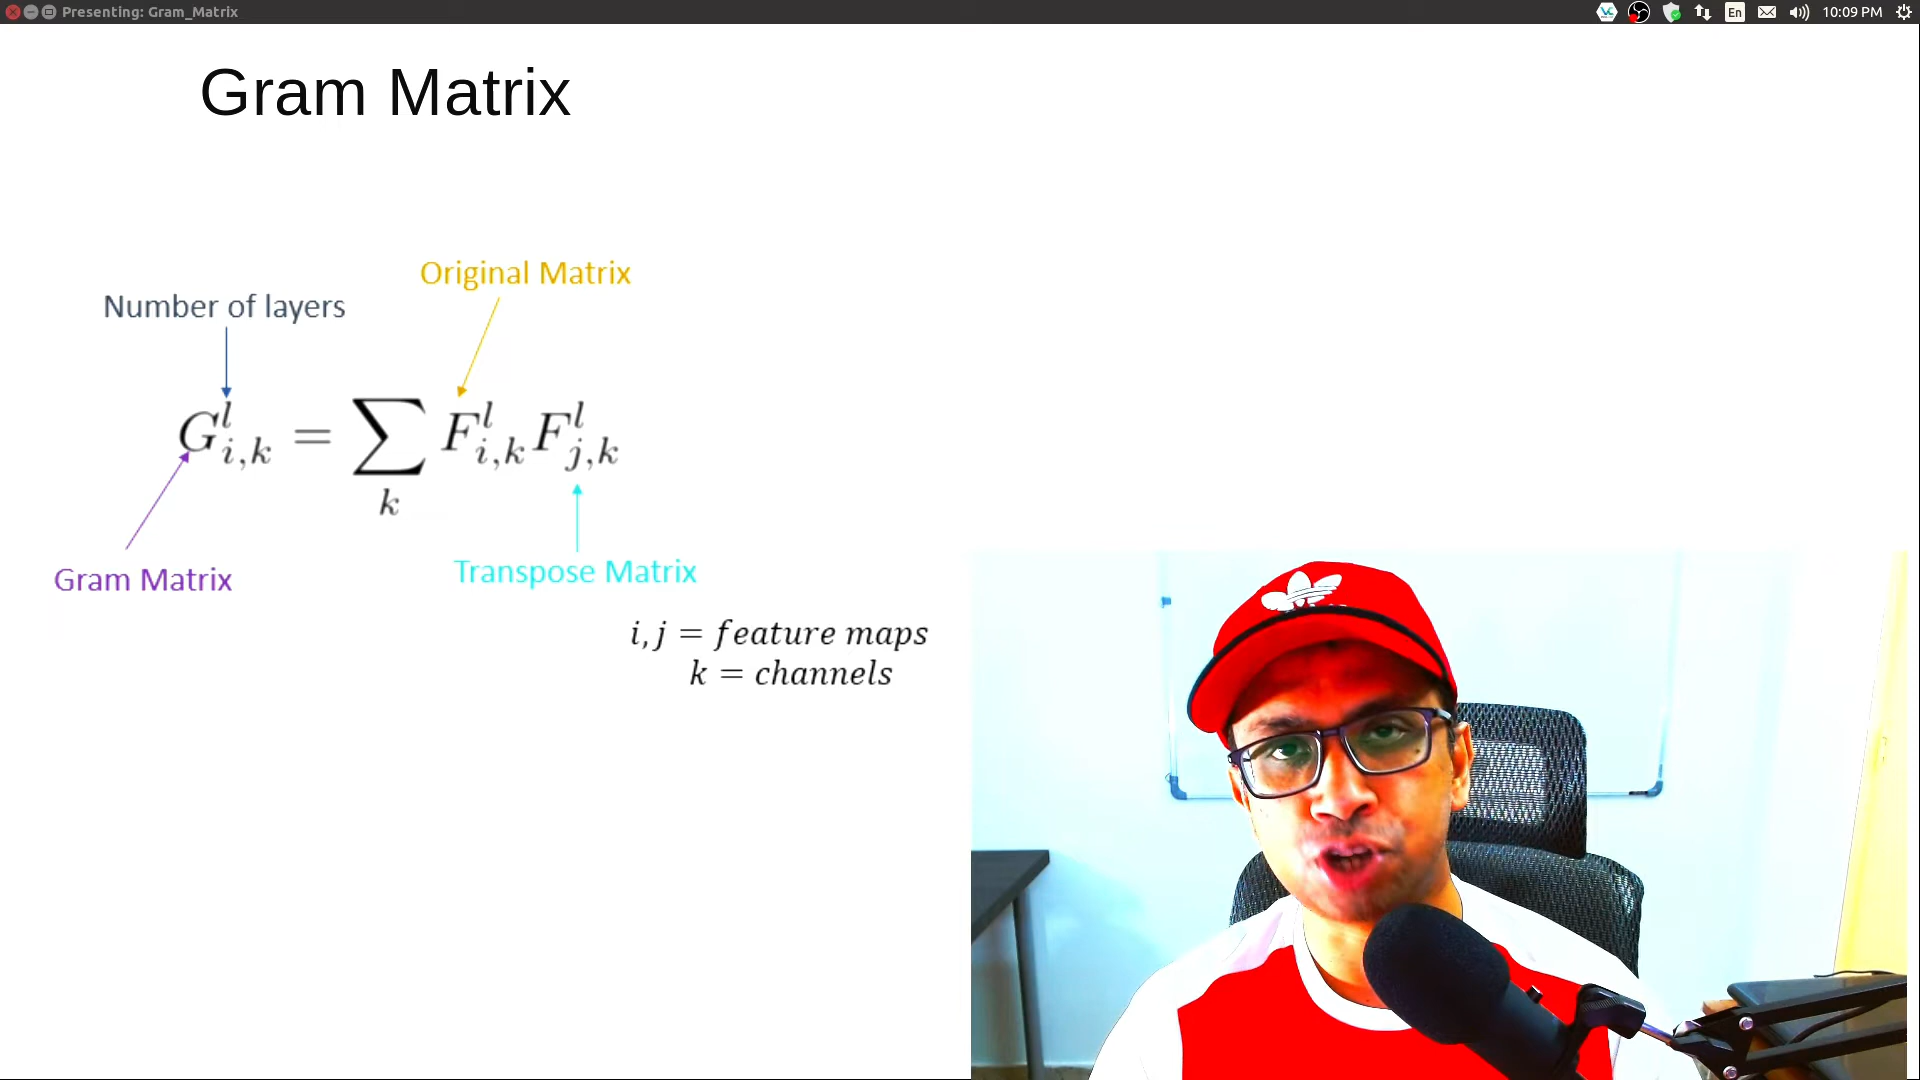 Presenting: Gram_Matrix
En
10:09 PM
Gram Matrix
Original Matrix
Number of layers
G^l_{i,k} = \sum_k F^l_{i,k} F^l_{j,k}
Gram Matrix
Transpose Matrix
i, j = feature maps
k = channels